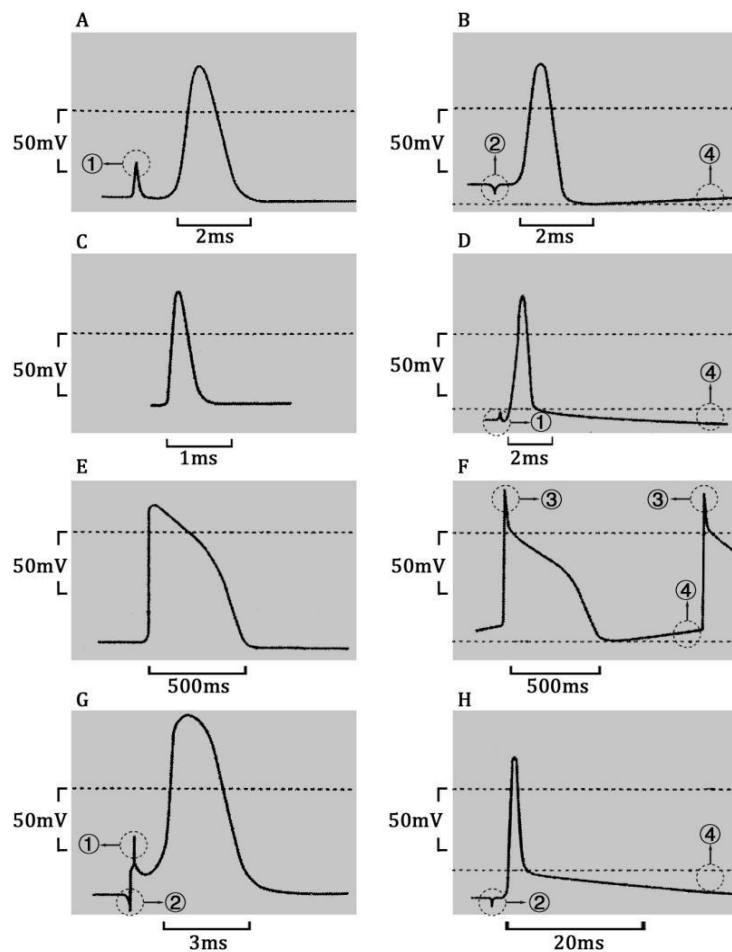 A B
50mV ① 50mV ② ④
2ms 2ms
C D
50mV 50mV ④
①
1ms 2ms
E F
50mV 50mV ③ ③
④
500ms 500ms
G H
50mV ① 50mV ④
② ②
3ms 20ms